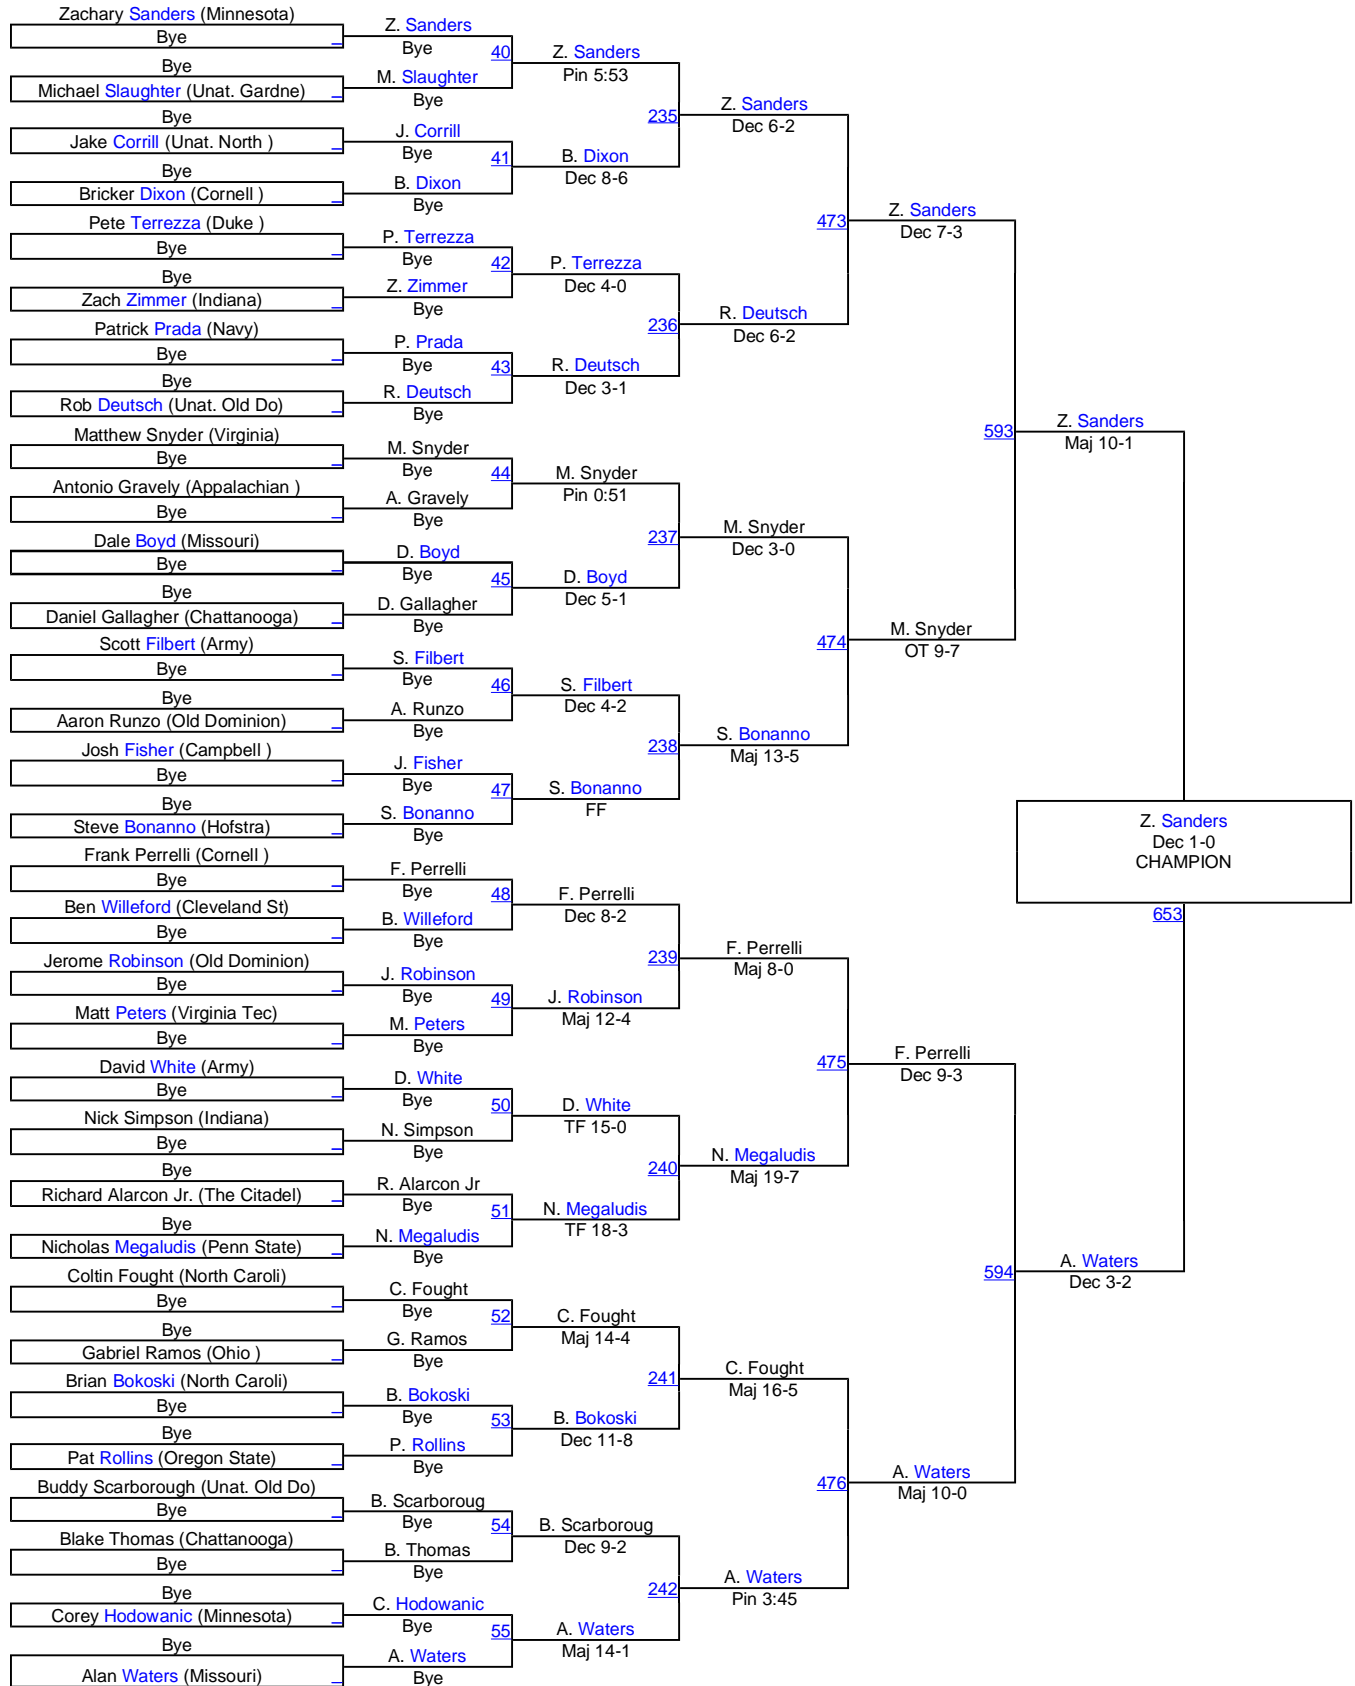 Zachary Sanders (Minnesota)
Bye
Bye
Michael Slaughter (Unat. Gardne)
Bye
Jake Corrill (Unat. North )
Bye
Bricker Dixon (Cornell )
Pete Terrezza (Duke )
Bye
Bye
Zach Zimmer (Indiana)
Patrick Prada (Navy)
Bye
Bye
Rob Deutsch (Unat. Old Do)
Matthew Snyder (Virginia)
Bye
Antonio Gravely (Appalachian )
Bye
Dale Boyd (Missouri)
Bye
Bye
Daniel Gallagher (Chattanooga)
Scott Filbert (Army)
Bye
Bye
Aaron Runzo (Old Dominion)
Josh Fisher (Campbell )
Bye
Bye
Steve Bonanno (Hofstra)
Frank Perrelli (Cornell )
Bye
Ben Willeford (Cleveland St)
Bye
Jerome Robinson (Old Dominion)
Bye
Matt Peters (Virginia Tec)
Bye
David White (Army)
Bye
Nick Simpson (Indiana)
Bye
Bye
Richard Alarcon Jr. (The Citadel)
Bye
Nicholas Megaludis (Penn State)
Coltin Fought (North Caroli)
Bye
Bye
Gabriel Ramos (Ohio )
Brian Bokoski (North Caroli)
Bye
Bye
Pat Rollins (Oregon State)
Buddy Scarborough (Unat. Old Do)
Bye
Blake Thomas (Chattanooga)
Bye
Bye
Corey Hodowanic (Minnesota)
Bye
Alan Waters (Missouri)
Z. Sanders
Bye
40
M. Slaughter
Bye
J. Corrill
Bye
41
B. Dixon
Bye
P. Terrezza
Bye
42
Z. Zimmer
Bye
P. Prada
Bye
43
R. Deutsch
Bye
M. Snyder
Bye
44
A. Gravely
Bye
D. Boyd
Bye
45
D. Gallagher
Bye
S. Filbert
Bye
46
A. Runzo
Bye
J. Fisher
Bye
47
S. Bonanno
Bye
F. Perrelli
Bye
48
B. Willeford
Bye
J. Robinson
Bye
49
M. Peters
Bye
D. White
Bye
50
N. Simpson
Bye
R. Alarcon Jr
Bye
51
N. Megaludis
Bye
C. Fought
Bye
52
G. Ramos
Bye
B. Bokoski
Bye
53
P. Rollins
Bye
B. Scarboroug
Bye
54
B. Thomas
Bye
C. Hodowanic
Bye
55
A. Waters
Bye
Z. Sanders
Pin 5:53
235
B. Dixon
Dec 8-6
P. Terrezza
Dec 4-0
236
R. Deutsch
Dec 3-1
M. Snyder
Pin 0:51
237
D. Boyd
Dec 5-1
S. Filbert
Dec 4-2
238
S. Bonanno
FF
F. Perrelli
Dec 8-2
239
J. Robinson
Maj 12-4
D. White
TF 15-0
240
N. Megaludis
TF 18-3
C. Fought
Maj 14-4
241
B. Bokoski
Dec 11-8
B. Scarboroug
Dec 9-2
242
A. Waters
Maj 14-1
Z. Sanders
Dec 6-2
473
R. Deutsch
Dec 6-2
M. Snyder
Dec 3-0
474
S. Bonanno
Maj 13-5
F. Perrelli
Maj 8-0
475
N. Megaludis
Maj 19-7
C. Fought
Maj 16-5
476
A. Waters
Pin 3:45
Z. Sanders
Dec 7-3
593
M. Snyder
OT 9-7
F. Perrelli
Dec 9-3
594
A. Waters
Maj 10-0
Z. Sanders
Maj 10-1
A. Waters
Dec 3-2
Z. Sanders
Dec 1-0
CHAMPION
653